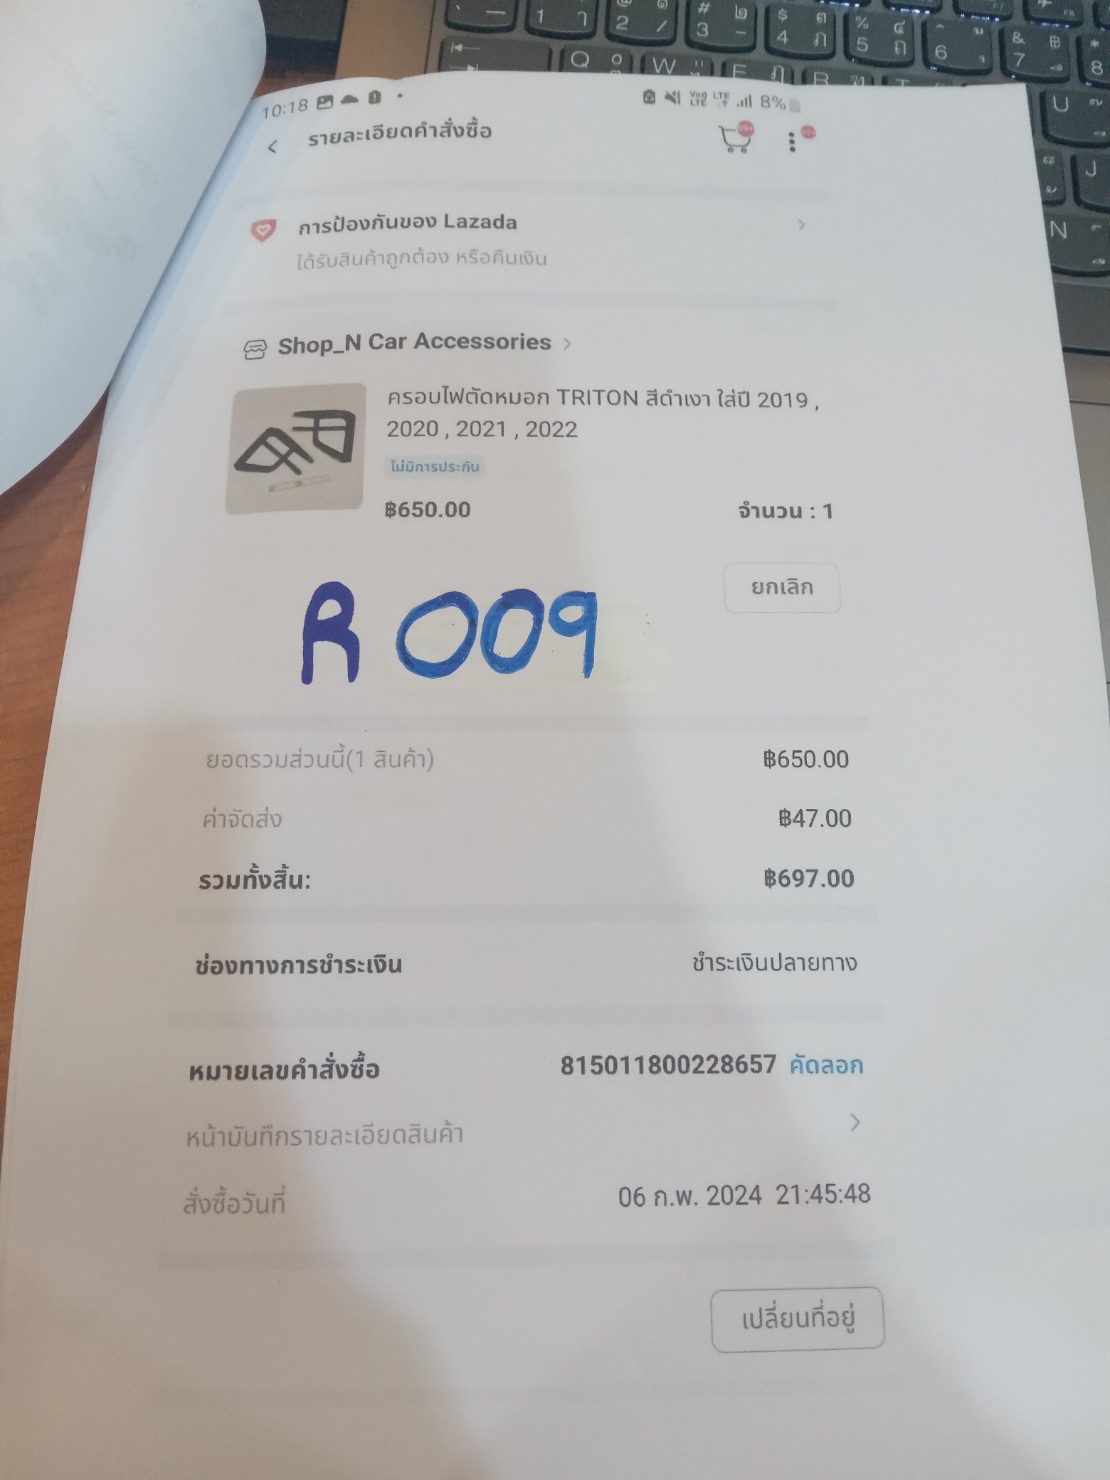 10:18 8%
รายละเอียดคำสั่งซื้อ
การป้องกันของ Lazada
ได้รับสินค้าถูกต้อง หรือคืนเงิน
Shop_N Car Accessories
ครอบไฟตัดหมอก TRITON สีดำเงา ใส่ปี 2019 ,
2020 , 2021 , 2022
ไม่มีการประกัน
฿650.00 จำนวน : 1
ยกเลิก
R 009
ยอดรวมส่วนนี้(1 สินค้า) ฿650.00
ค่าจัดส่ง ฿47.00
รวมทั้งสิ้น: ฿697.00
ช่องทางการชำระเงิน ชำระเงินปลายทาง
หมายเลขคำสั่งซื้อ 815011800228657 คัดลอก
หน้าบันทึกรายละเอียดสินค้า
สั่งซื้อวันที่ 06 ก.พ. 2024 21:45:48
เปลี่ยนที่อยู่